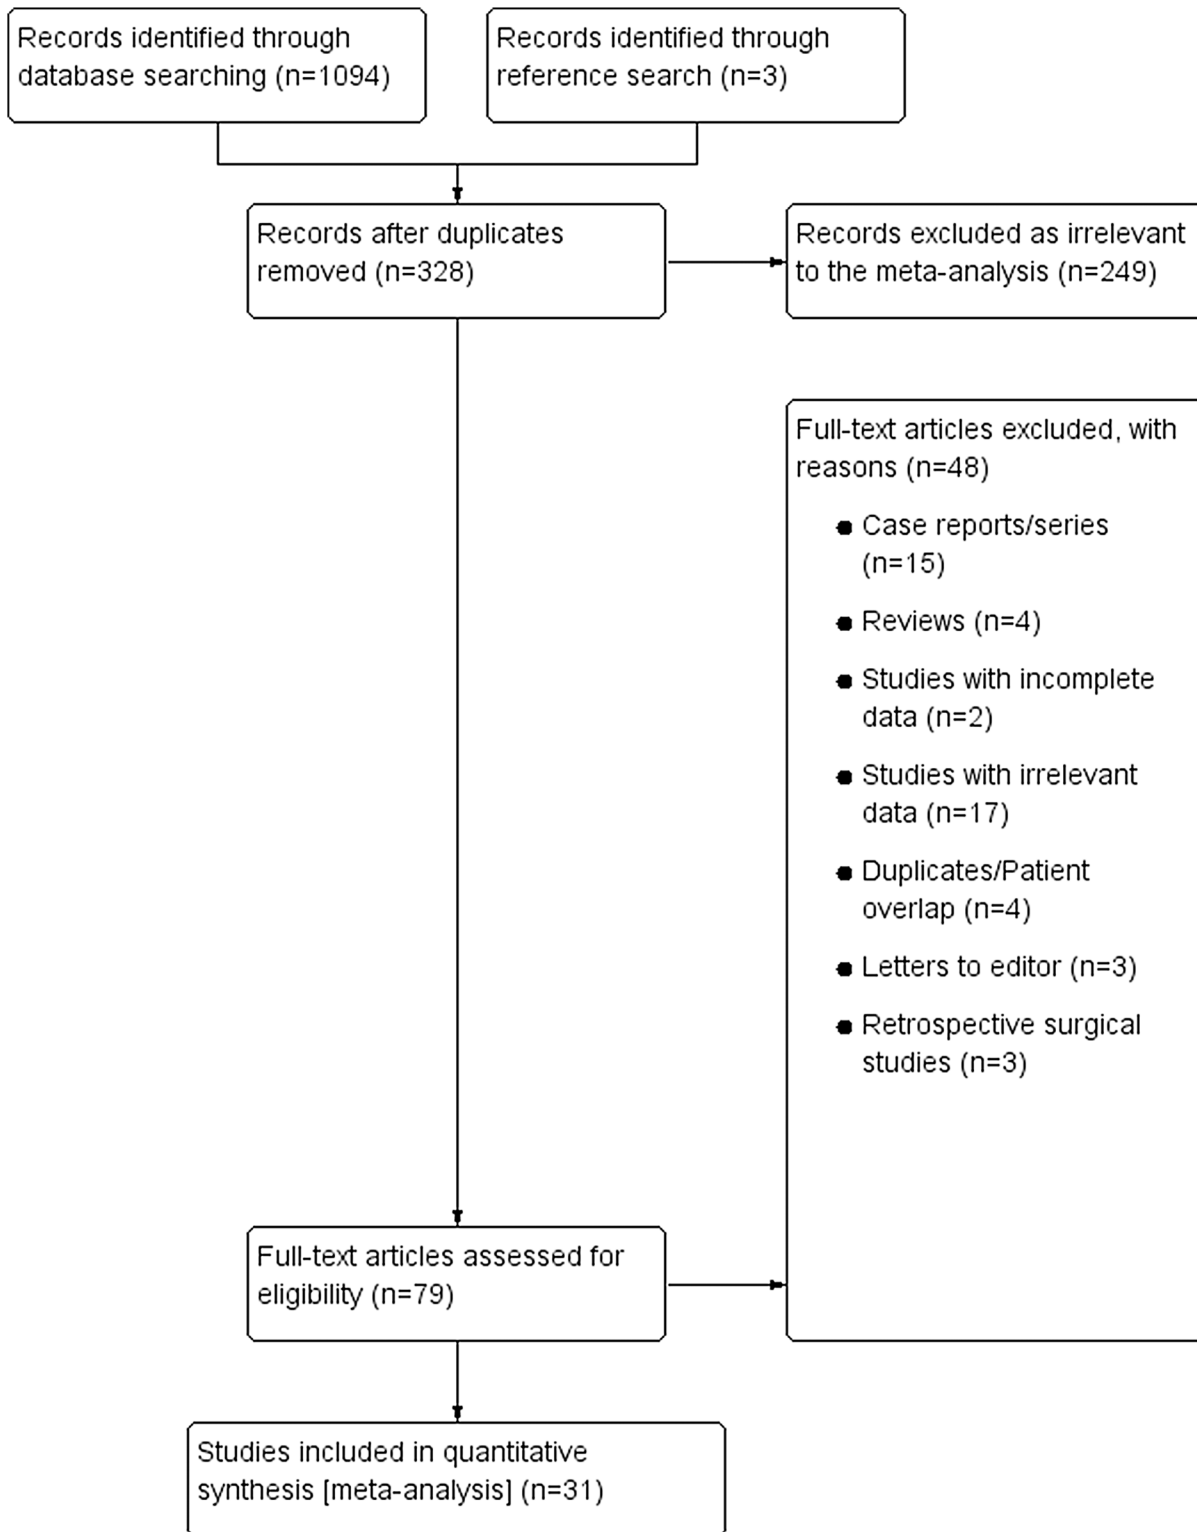 Records identified through
database searching (n=1094)
Records identified through
reference search (n=3)
Records after duplicates
removed (n=328)
Records excluded as irrelevant
to the meta-analysis (n=249)
Full-text articles excluded, with
reasons (n=48)
● Case reports/series
(n=15)
● Reviews (n=4)
● Studies with incomplete
data (n=2)
● Studies with irrelevant
data (n=17)
● Duplicates/Patient
overlap (n=4)
● Letters to editor (n=3)
● Retrospective surgical
studies (n=3)
Full-text articles assessed for
eligibility (n=79)
Studies included in quantitative
synthesis [meta-analysis] (n=31)